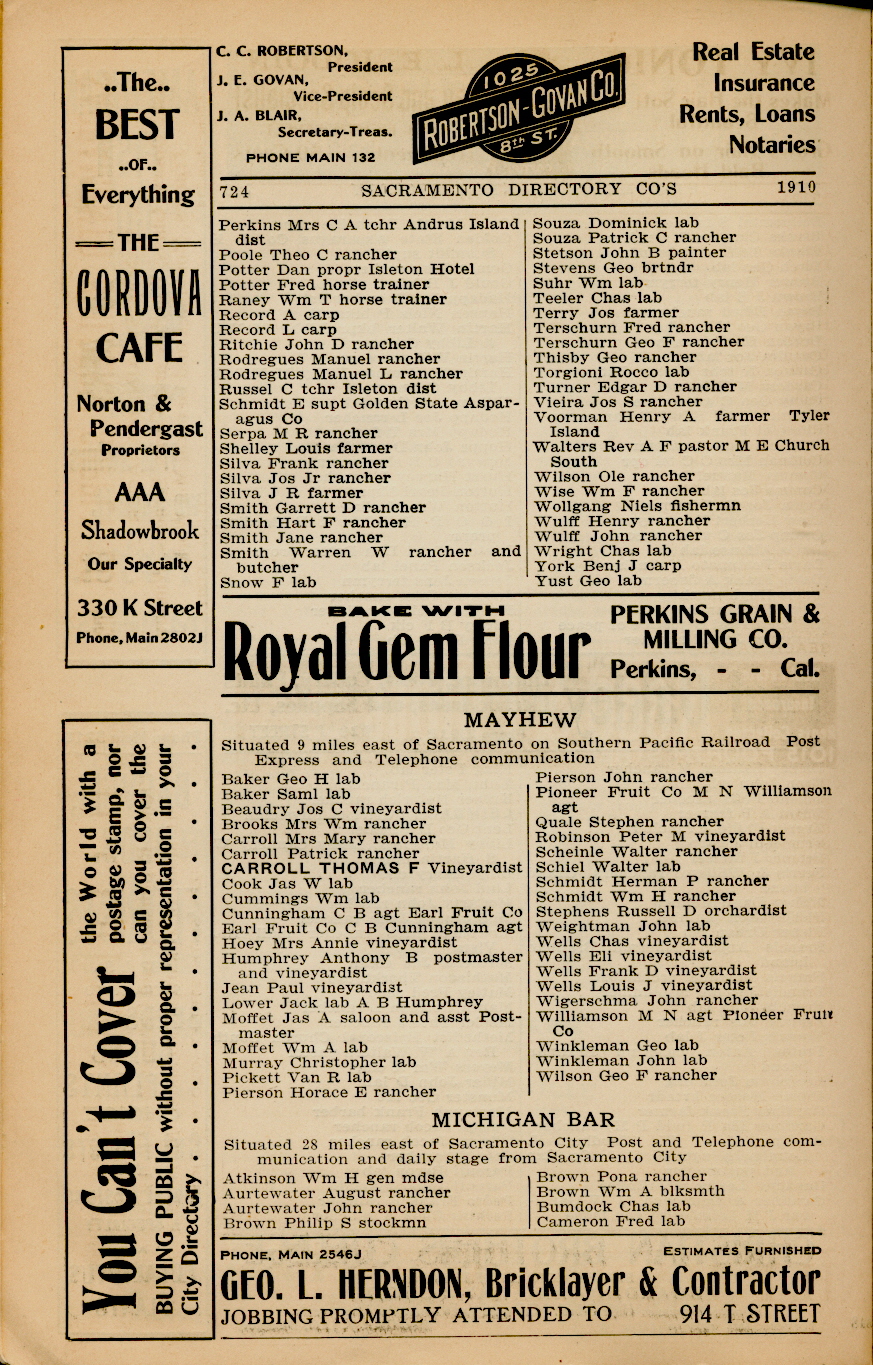 ..The..
BEST
..OF..
Everything
THE
CORDOVA
CAFE
Norton &
Pendergast
Proprietors
AAA
Shadowbrook
Our Specialty
330 K Street
Phone, Main 2802J
C. C. ROBERTSON,
President
J. E. GOVAN,
Vice-President
J. A. BLAIR,
Secretary-Treas.
PHONE MAIN 132
1025
ROBERTSON-GOVAN CO.
8th ST.
Real Estate
Insurance
Rents, Loans
Notaries
724 SACRAMENTO DIRECTORY CO'S 1910
Perkins Mrs C A tchr Andrus Island
dist
Poole Theo C rancher
Potter Dan propr Isleton Hotel
Potter Fred horse trainer
Raney Wm T horse trainer
Record A carp
Record L carp
Ritchie John D rancher
Rodregues Manuel rancher
Rodregues Manuel L rancher
Russel C tchr Isleton dist
Schmidt E supt Golden State Aspar-
agus Co
Serpa M R rancher
Shelley Louis farmer
Silva Frank rancher
Silva Jos Jr rancher
Silva J R farmer
Smith Garrett D rancher
Smith Hart F rancher
Smith Jane rancher
Smith Warren W rancher and
butcher
Snow F lab
Souza Dominick lab
Souza Patrick C rancher
Stetson John B painter
Stevens Geo brtndr
Suhr Wm lab
Teeler Chas lab
Terry Jos farmer
Terschurn Fred rancher
Terschurn Geo F rancher
Thisby Geo rancher
Torgioni Rocco lab
Turner Edgar D rancher
Vieira Jos S rancher
Voorman Henry A farmer Tyler
Island
Walters Rev A F pastor M E Church
South
Wilson Ole rancher
Wise Wm F rancher
Wollgang Niels fishermn
Wulff Henry rancher
Wulff John rancher
Wright Chas lab
York Benj J carp
Yust Geo lab
BAKE WITH
Royal Gem Flour
PERKINS GRAIN &
MILLING CO.
Perkins, - - Cal.
You Can't Cover
the World with a
postage stamp, nor
can you cover the
BUYING PUBLIC without proper representation in your
City Directory . . . . . . . . . .
MAYHEW
Situated 9 miles east of Sacramento on Southern Pacific Railroad Post
Express and Telephone communication
Baker Geo H lab
Baker Saml lab
Beaudry Jos C vineyardist
Brooks Mrs Wm rancher
Carroll Mrs Mary rancher
Carroll Patrick rancher
CARROLL THOMAS F Vineyardist
Cook Jas W lab
Cummings Wm lab
Cunningham C B agt Earl Fruit Co
Earl Fruit Co C B Cunningham agt
Hoey Mrs Annie vineyardist
Humphrey Anthony B postmaster
and vineyardist
Jean Paul vineyardist
Lower Jack lab A B Humphrey
Moffet Jas A saloon and asst Post-
master
Moffet Wm A lab
Murray Christopher lab
Pickett Van R lab
Pierson Horace E rancher
Pierson John rancher
Pioneer Fruit Co M N Williamson
agt
Quale Stephen rancher
Robinson Peter M vineyardist
Scheinle Walter rancher
Schiel Walter lab
Schmidt Herman P rancher
Schmidt Wm H rancher
Stephens Russell D orchardist
Weightman John lab
Wells Chas vineyardist
Wells Eli vineyardist
Wells Frank D vineyardist
Wells Louis J vineyardist
Wigerschma John rancher
Williamson M N agt Pioneer Fruit
Co
Winkleman Geo lab
Winkleman John lab
Wilson Geo F rancher
MICHIGAN BAR
Situated 28 miles east of Sacramento City Post and Telephone com-
munication and daily stage from Sacramento City
Atkinson Wm H gen mdse
Aurtewater August rancher
Aurtewater John rancher
Brown Philip S stockmn
Brown Pona rancher
Brown Wm A blksmth
Bumdock Chas lab
Cameron Fred lab
PHONE, MAIN 2546J ESTIMATES FURNISHED
GEO. L. HERNDON, Bricklayer & Contractor
JOBBING PROMPTLY ATTENDED TO 914 T STREET